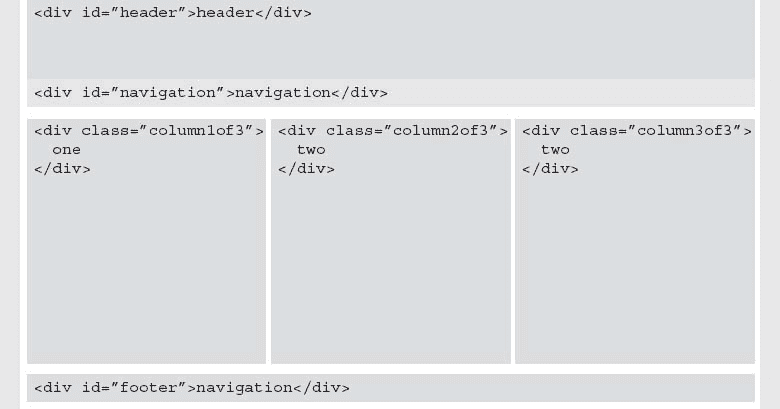 <div id=”header”>header</div>
<div id=”navigation”>navigation</div>
<div class=”column1of3”>
one
</div>
<div class=”column2of3”>
two
</div>
<div class=”column3of3”>
two
</div>
<div id=”footer”>navigation</div>